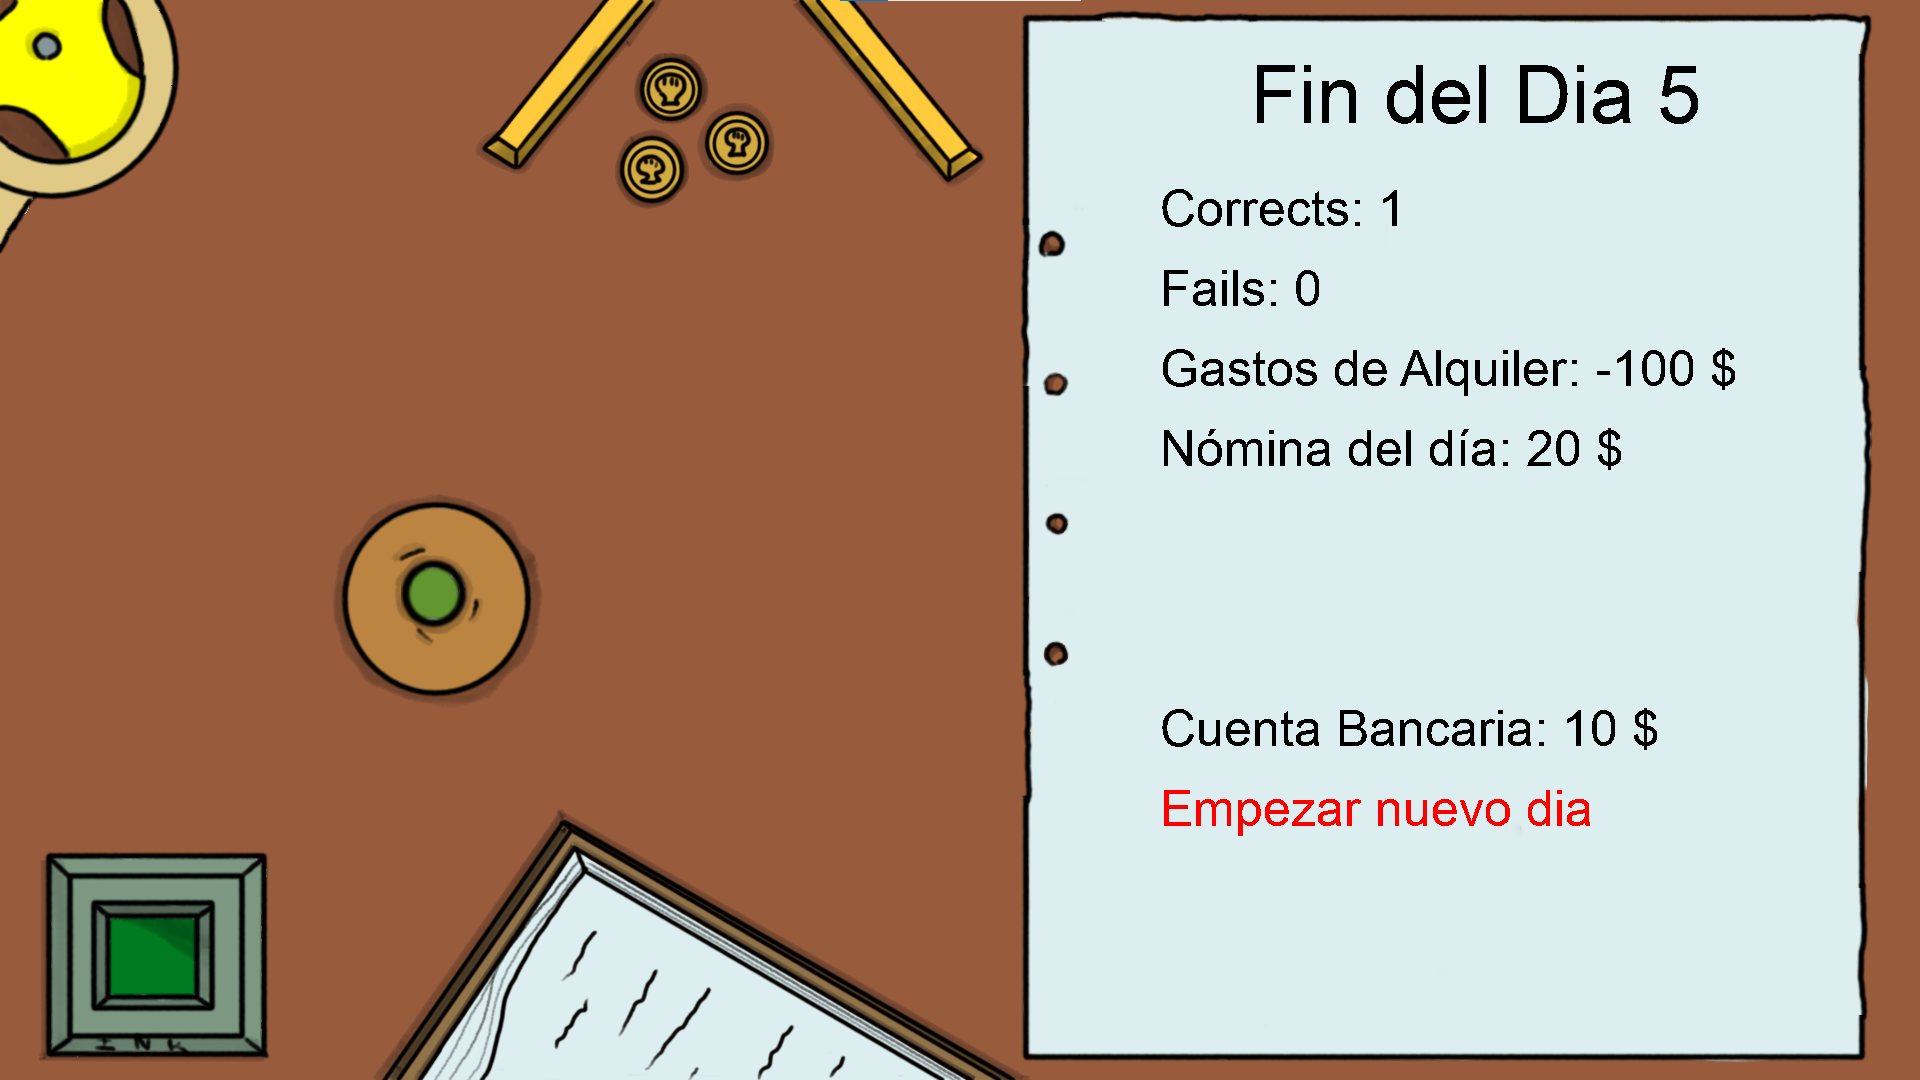 Fin del Dia 5
Corrects: 1
Fails: 0
Gastos de Alquiler: -100 $
Nómina del día: 20 $
Cuenta Bancaria: 10 $
Empezar nuevo dia
INK